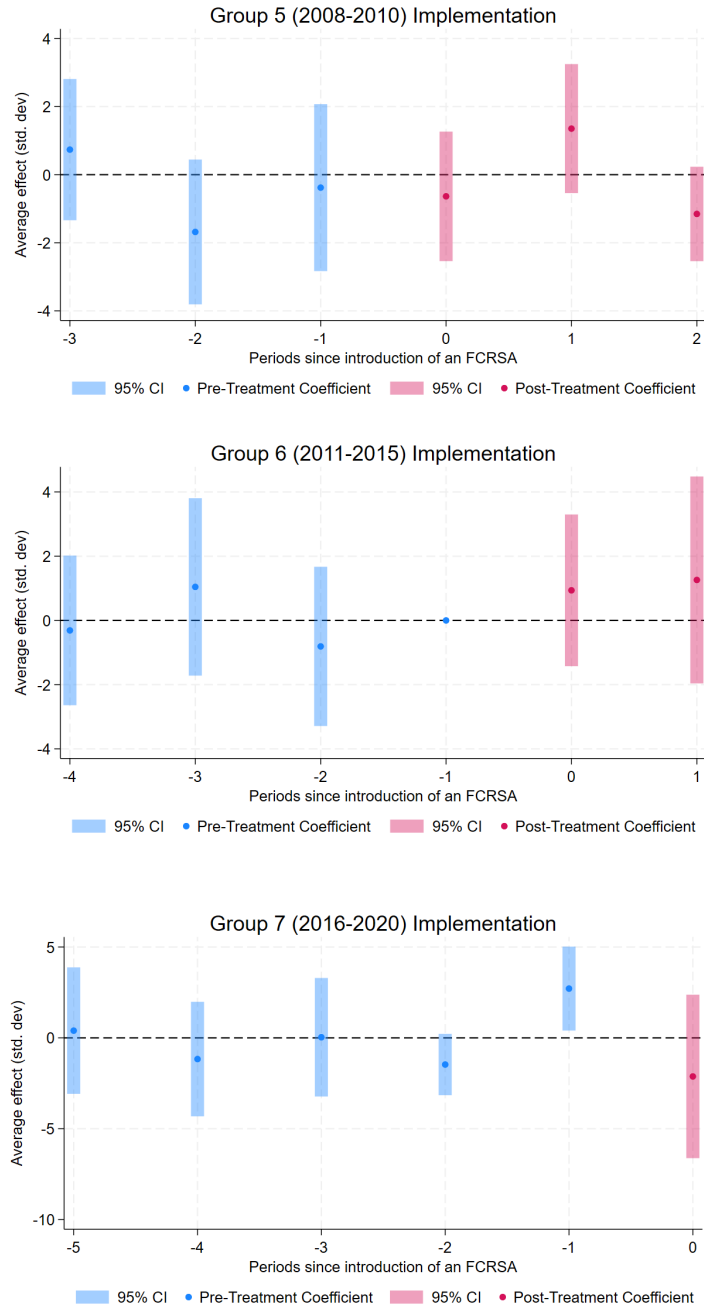 Group 5 (2008-2010) Implementation
Average effect (std. dev)
4
2
0
-2
-4
-3 -2 -1 0 1 2
Periods since introduction of an FCRSA
95% CI Pre-Treatment Coefficient 95% CI Post-Treatment Coefficient
Group 6 (2011-2015) Implementation
Average effect (std. dev)
4
2
0
-2
-4
-4 -3 -2 -1 0 1
Periods since introduction of an FCRSA
95% CI Pre-Treatment Coefficient 95% CI Post-Treatment Coefficient
Group 7 (2016-2020) Implementation
Average effect (std. dev)
5
0
-5
-10
-5 -4 -3 -2 -1 0
Periods since introduction of an FCRSA
95% CI Pre-Treatment Coefficient 95% CI Post-Treatment Coefficient